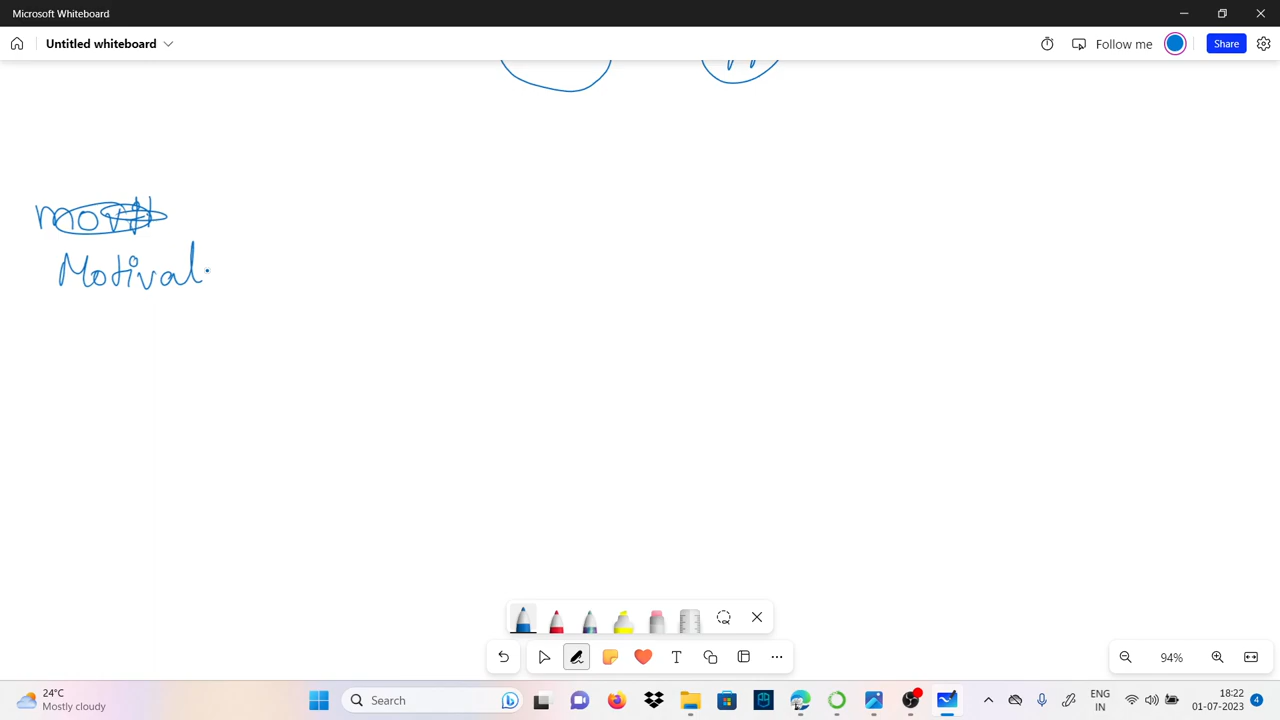 Microsoft Whiteboard
Untitled whiteboard
Follow me
Share
Motival
94%
24°C
Mostly cloudy
Search
ENG
IN
18:22
01-07-2023
4